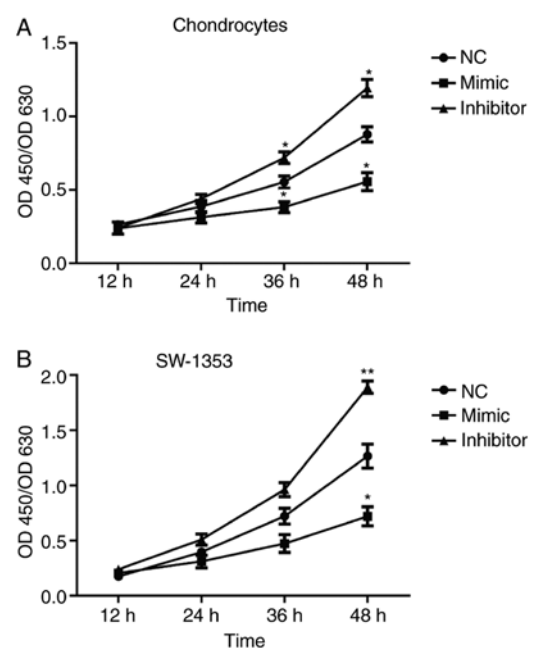 A
Chondrocytes
1.5
1.0
0.5
0.0
OD 450/OD 630
*
*
*
*
12 h 24 h 36 h 48 h
Time
NC
Mimic
Inhibitor
B
SW-1353
2.0
1.5
1.0
0.5
0.0
OD 450/OD 630
**
*
12 h 24 h 36 h 48 h
Time
NC
Mimic
Inhibitor